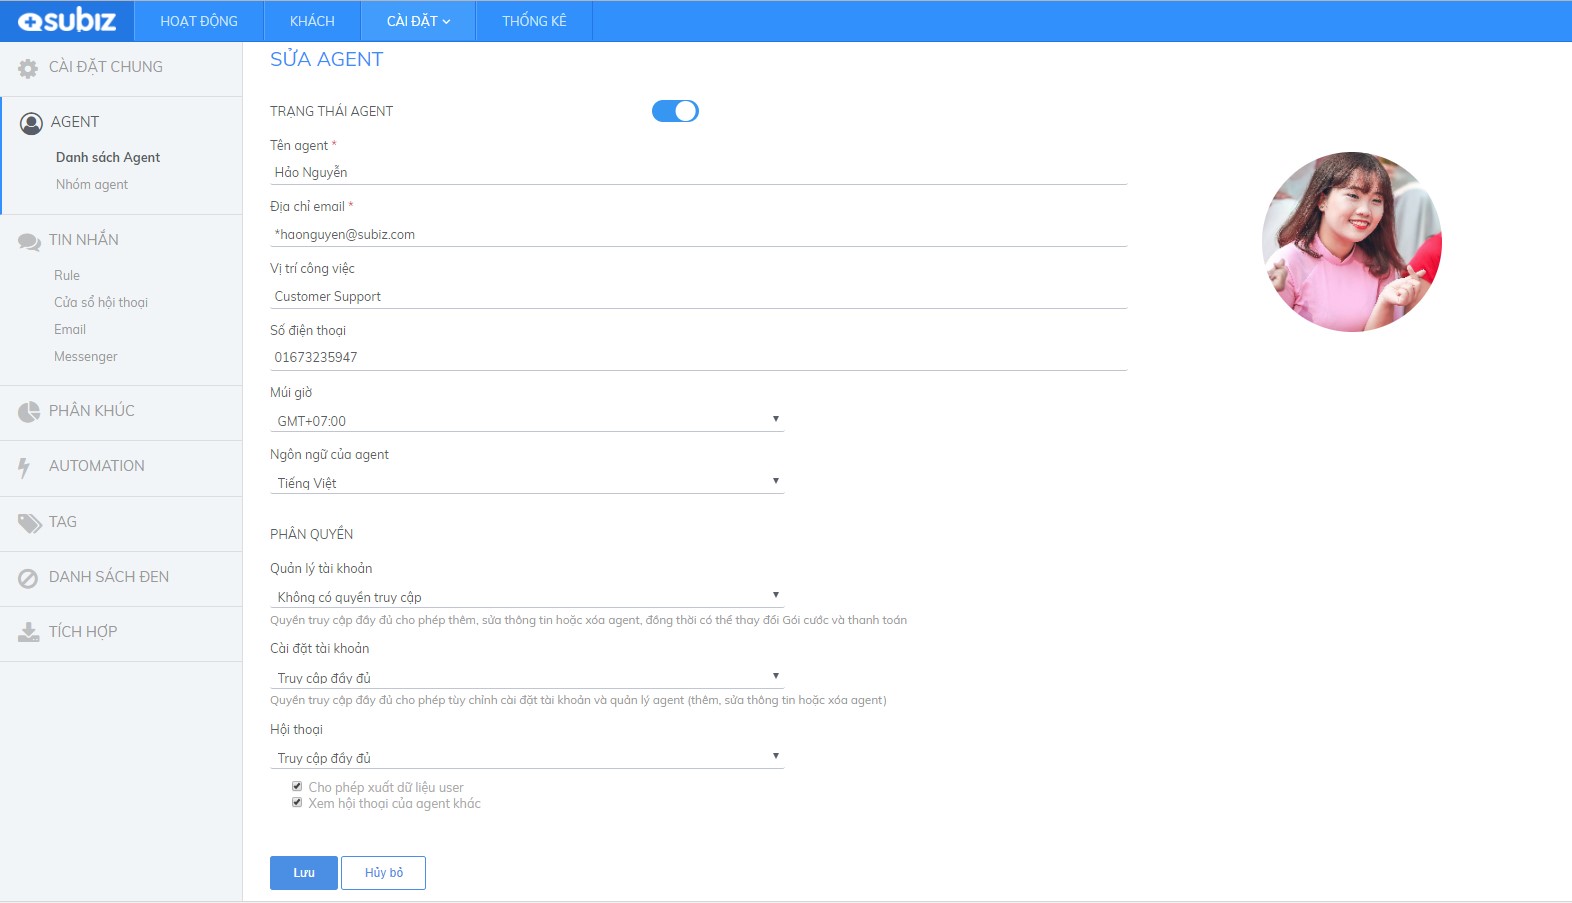 subiz
HOẠT ĐỘNG
KHÁCH
CÀI ĐẶT
THỐNG KÊ
CÀI ĐẶT CHUNG
AGENT
Danh sách Agent
Nhóm agent
TIN NHẮN
Rule
Cửa sổ hội thoại
Email
Messenger
PHÂN KHÚC
AUTOMATION
TAG
DANH SÁCH ĐEN
TÍCH HỢP
SỬA AGENT
TRẠNG THÁI AGENT
Tên agent *
Hảo Nguyễn
Địa chỉ email *
*haonguyen@subiz.com
Vị trí công việc
Customer Support
Số điện thoại
01673235947
Múi giờ
GMT+07:00
Ngôn ngữ của agent
Tiếng Việt
PHÂN QUYỀN
Quản lý tài khoản
Không có quyền truy cập
Quyền truy cập đầy đủ cho phép thêm, sửa thông tin hoặc xóa agent, đồng thời có thể thay đổi Gói cước và thanh toán
Cài đặt tài khoản
Truy cập đầy đủ
Quyền truy cập đầy đủ cho phép tùy chỉnh cài đặt tài khoản và quản lý agent (thêm, sửa thông tin hoặc xóa agent)
Hội thoại
Truy cập đầy đủ
Cho phép xuất dữ liệu user
Xem hội thoại của agent khác
Lưu
Hủy bỏ